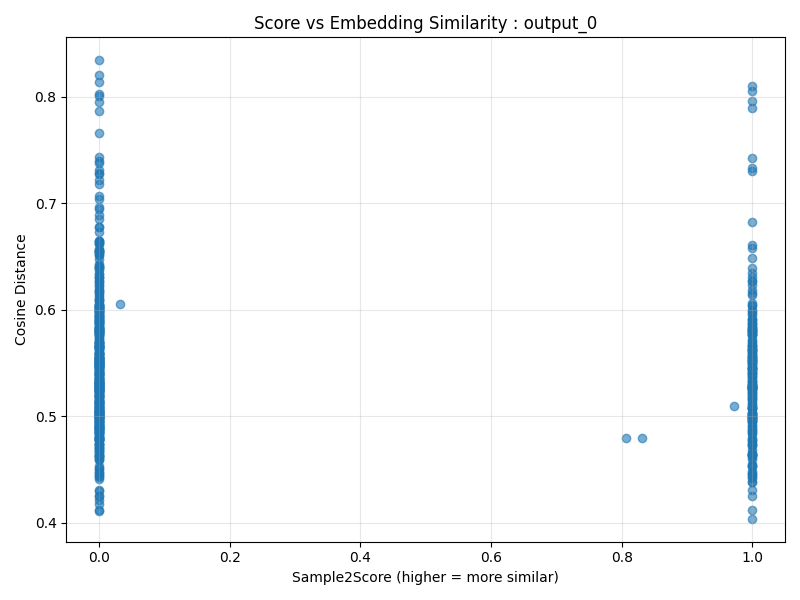 Score vs Embedding Similarity : output_0
Cosine Distance
0.8
0.7
0.6
0.5
0.4
0.0 0.2 0.4 0.6 0.8 1.0
Sample2Score (higher = more similar)